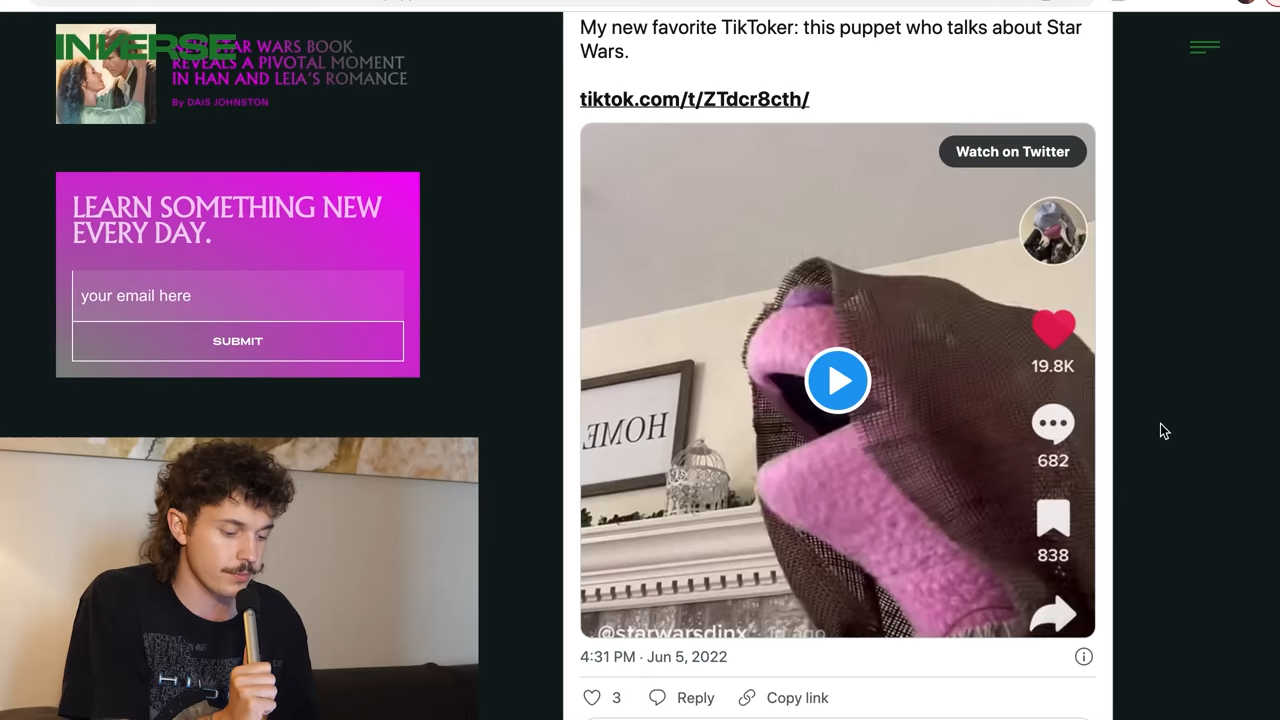 INVERSE
NEW STAR WARS BOOK
REVEALS A PIVOTAL MOMENT
IN HAN AND LEIA'S ROMANCE
By DAIS JOHNSTON
LEARN SOMETHING NEW
EVERY DAY.
your email here
SUBMIT
My new favorite TikToker: this puppet who talks about Star
Wars.
tiktok.com/t/ZTdcr8cth/
Watch on Twitter
HOME
19.8K
682
838
@starwarsdinx · 1d ago
4:31 PM · Jun 5, 2022
3
Reply
Copy link